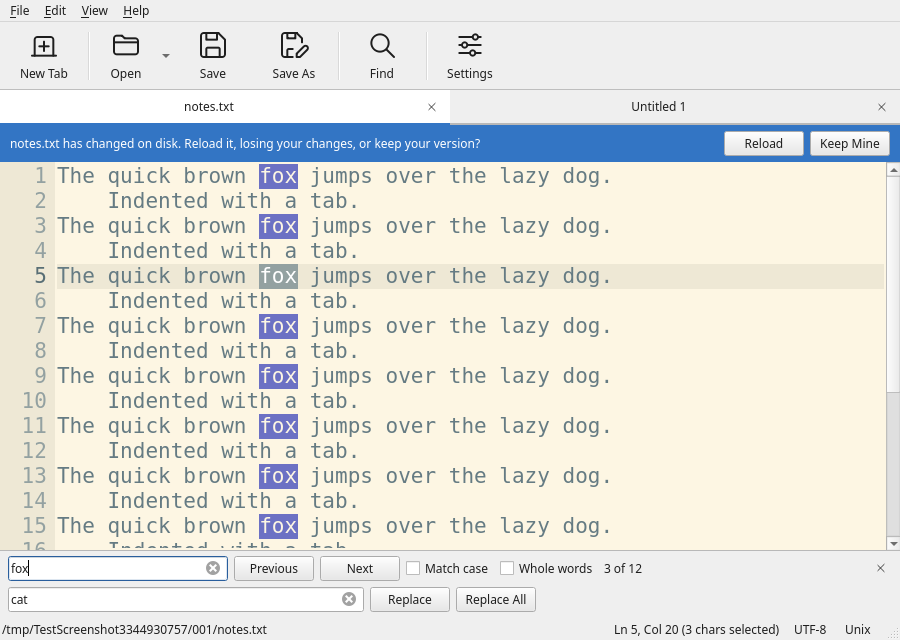 File Edit View Help
New Tab Open Save Save As Find Settings
notes.txt × Untitled 1 ×
notes.txt has changed on disk. Reload it, losing your changes, or keep your version? Reload Keep Mine
1 The quick brown fox jumps over the lazy dog.
2 Indented with a tab.
3 The quick brown fox jumps over the lazy dog.
4 Indented with a tab.
5 The quick brown fox jumps over the lazy dog.
6 Indented with a tab.
7 The quick brown fox jumps over the lazy dog.
8 Indented with a tab.
9 The quick brown fox jumps over the lazy dog.
10 Indented with a tab.
11 The quick brown fox jumps over the lazy dog.
12 Indented with a tab.
13 The quick brown fox jumps over the lazy dog.
14 Indented with a tab.
15 The quick brown fox jumps over the lazy dog.
16 Indented with a tab.
fox Previous Next Match case Whole words 3 of 12 ×
cat Replace Replace All
/tmp/TestScreenshot3344930757/001/notes.txt Ln 5, Col 20 (3 chars selected) UTF-8 Unix